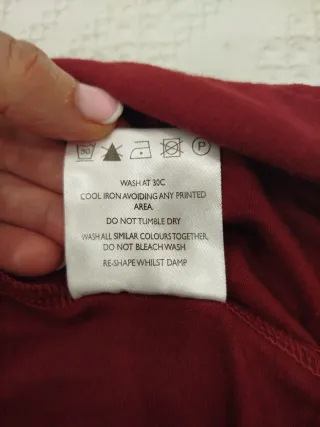 30 P
WASH AT 30C
COOL IRON AVOIDING ANY PRINTED
AREA
DO NOT TUMBLE DRY
WASH ALL SIMILAR COLOURS TOGETHER,
DO NOT BLEACH WASH
RE-SHAPE WHILST DAMP